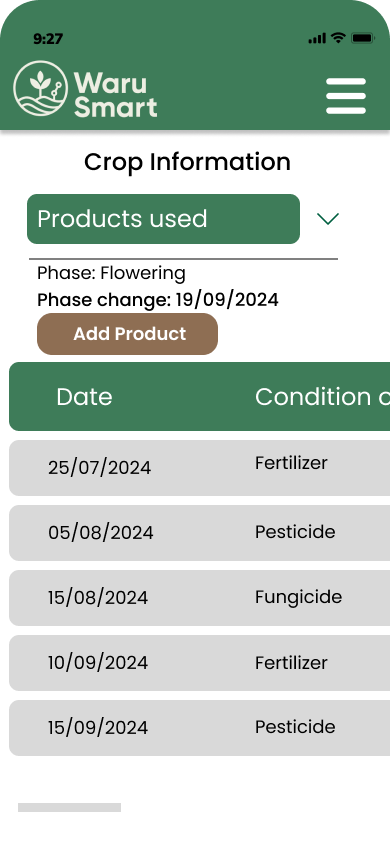 9:27
Waru
Smart
Crop Information
Products used
Phase: Flowering
Phase change: 19/09/2024
Add Product
Date Condition
25/07/2024 Fertilizer
05/08/2024 Pesticide
15/08/2024 Fungicide
10/09/2024 Fertilizer
15/09/2024 Pesticide